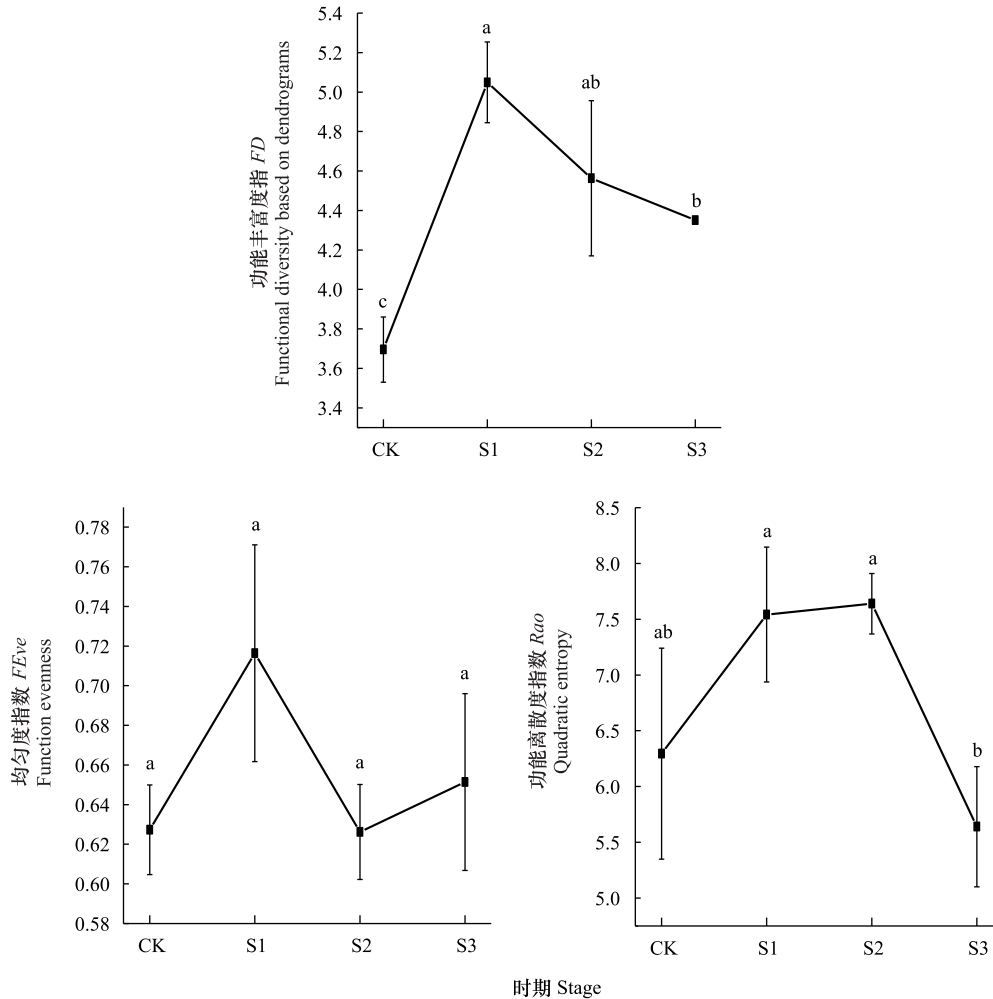 功能丰富度指 FD
Functional diversity based on dendrograms
5.4
5.2
5.0
4.8
4.6
4.4
4.2
4.0
3.8
3.6
3.4
c
a
ab
b
CK S1 S2 S3
均匀度指数 FEve
Function evenness
0.78
0.76
0.74
0.72
0.70
0.68
0.66
0.64
0.62
0.60
0.58
a
a
a
a
CK S1 S2 S3
功能离散度指数 Rao
Quadratic entropy
8.5
8.0
7.5
7.0
6.5
6.0
5.5
5.0
ab
a
a
b
CK S1 S2 S3
时期 Stage